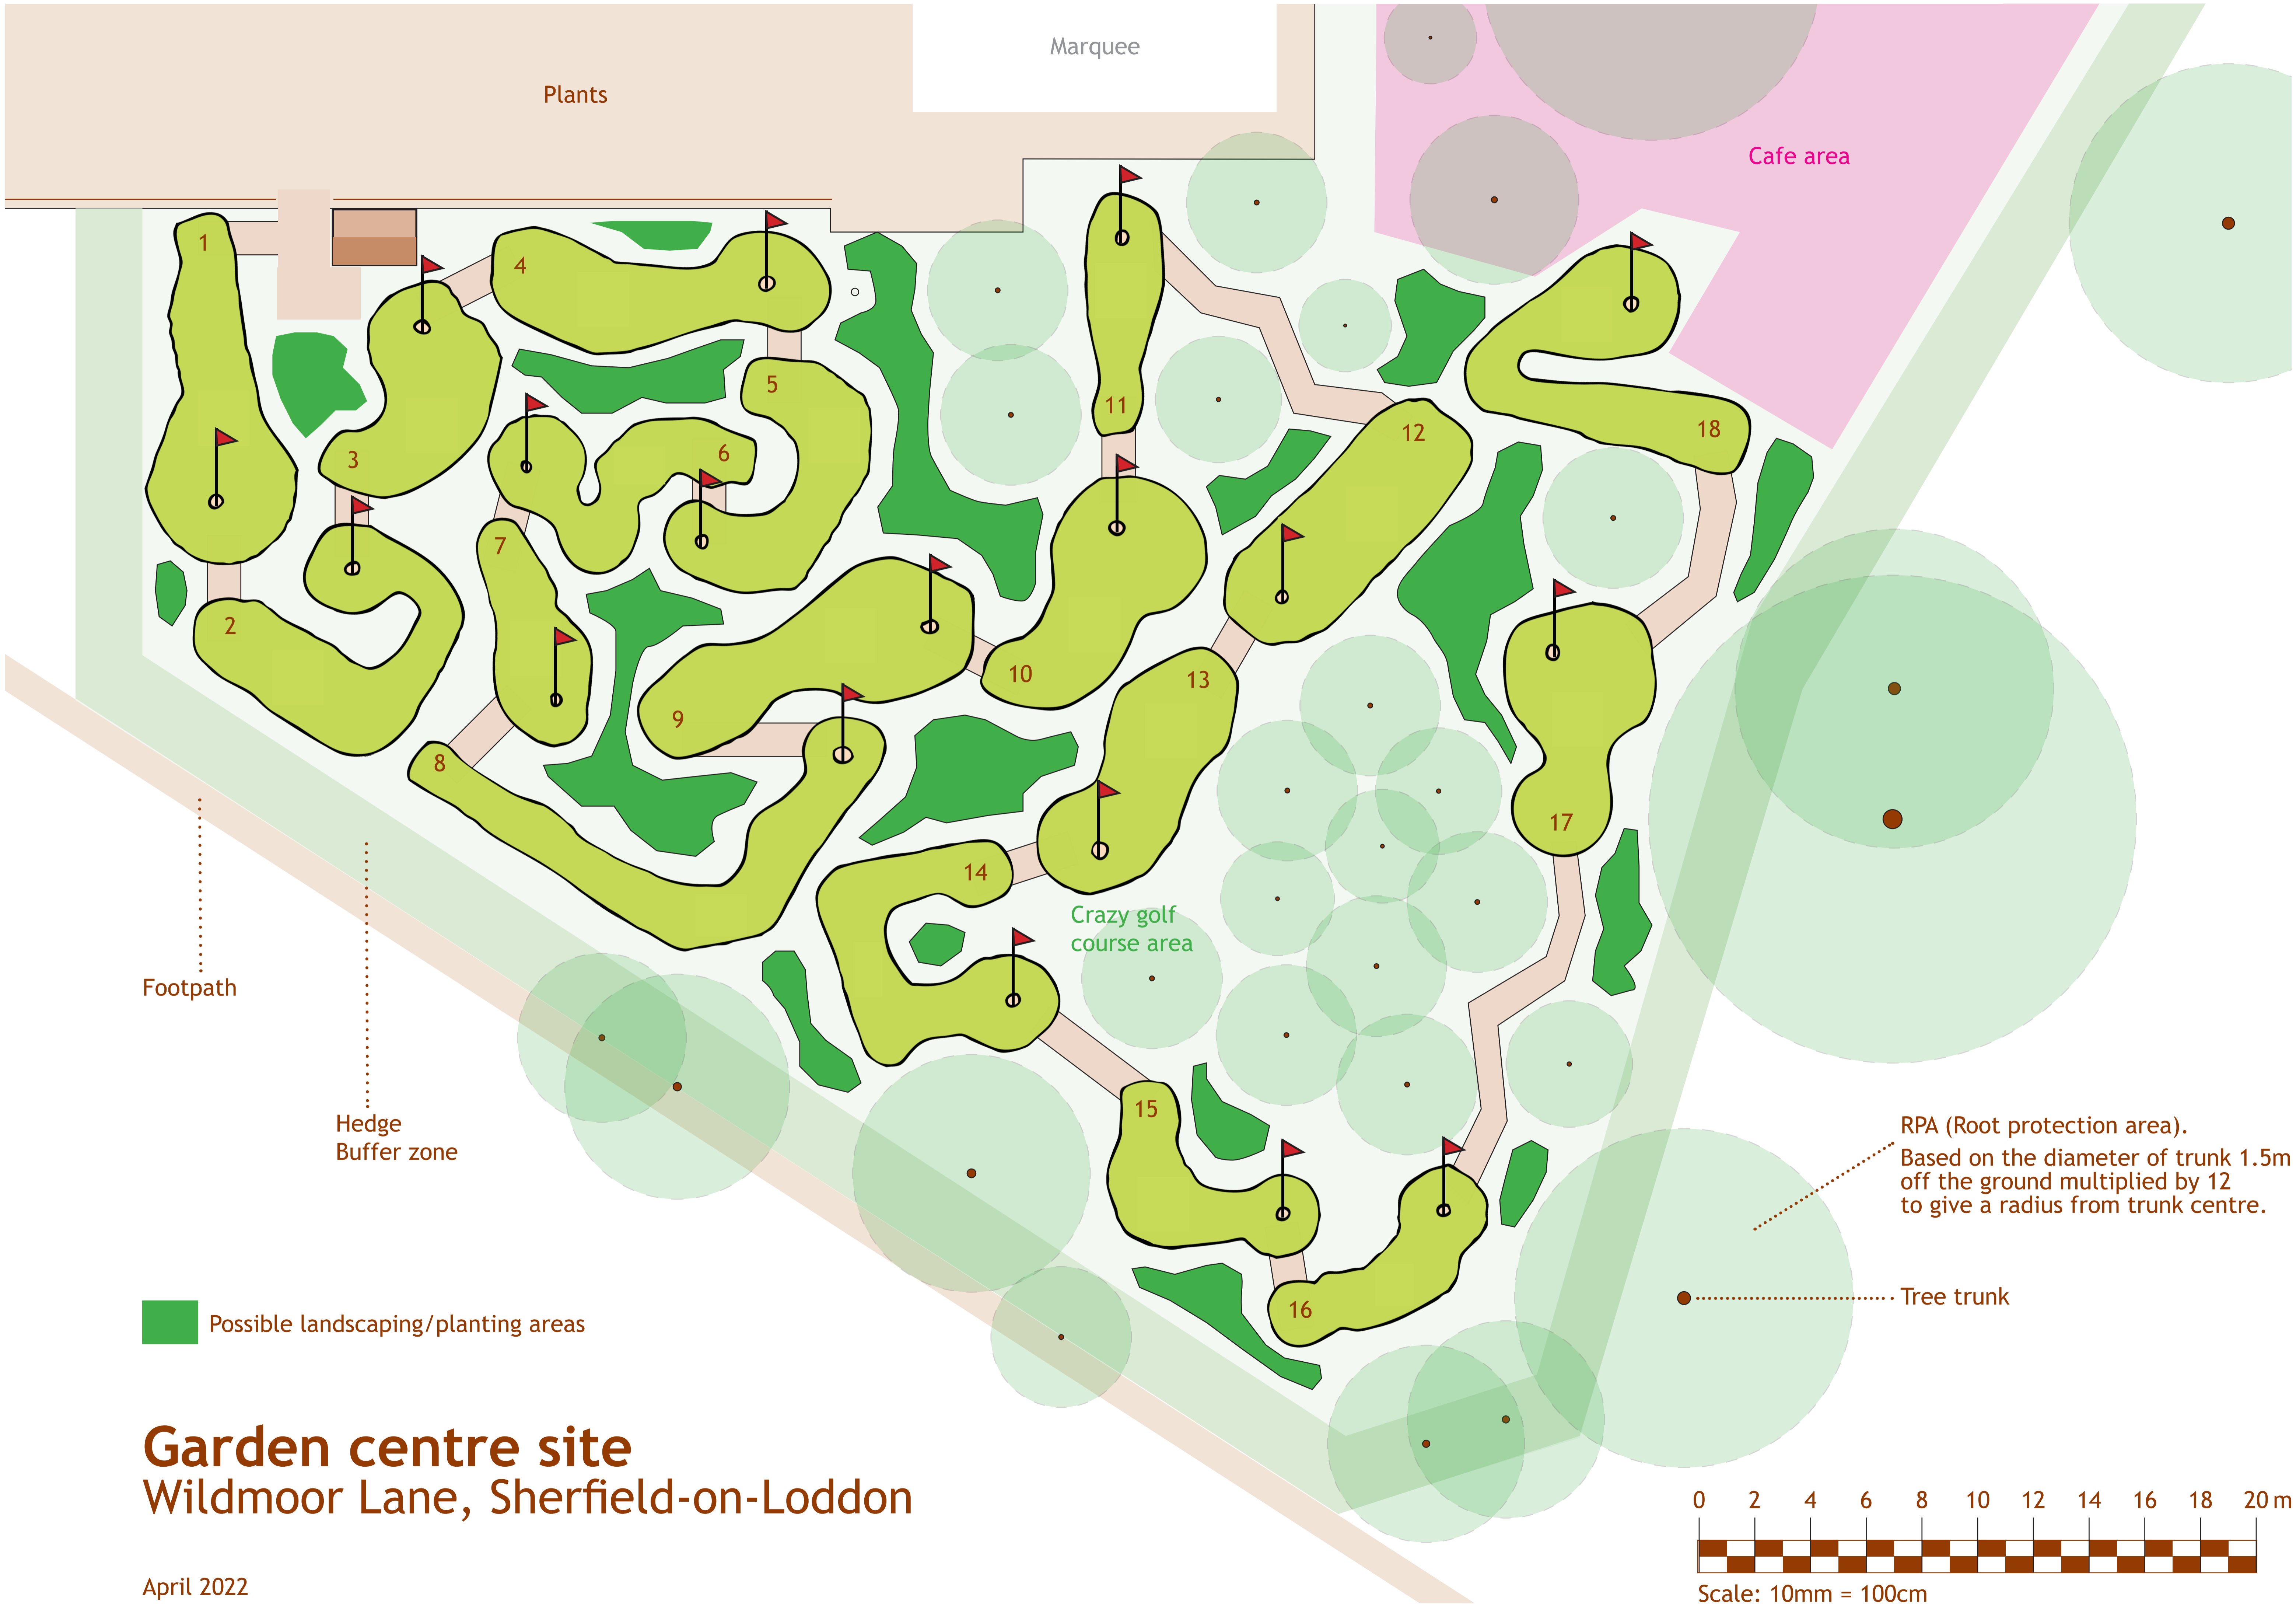 Marquee
Plants
Cafe area
1
4
5
3
6
11
12
18
7
2
10
13
9
8
17
14
Crazy golf
course area
Footpath
15
Hedge
Buffer zone
RPA (Root protection area).
Based on the diameter of trunk 1.5m
off the ground multiplied by 12
to give a radius from trunk centre.
Tree trunk
16
Possible landscaping/planting areas
Garden centre site
Wildmoor Lane, Sherfield-on-Loddon
April 2022
0 2 4 6 8 10 12 14 16 18 20 m
Scale: 10mm = 100cm